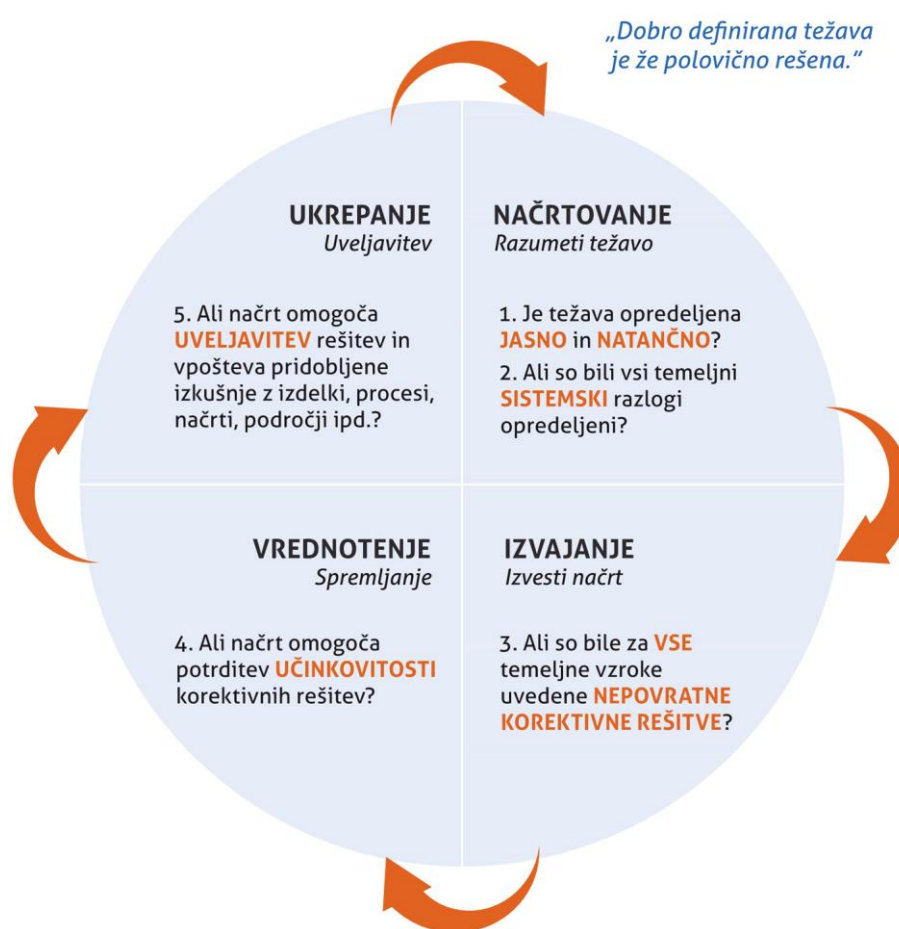 „Dobro definirana težava
je že polovično rešena.“
UKREPANJE
Uveljavitev
5. Ali načrt omogoča
UVELJAVITEV rešitev in
vpošteva pridobljene
izkušnje z izdelki, procesi,
načrti, področji ipd.?
NAČRTOVANJE
Razumeti težavo
1. Je težava opredeljena
JASNO in NATANČNO?
2. Ali so bili vsi temeljni
SISTEMSKI razlogi
opredeljeni?
VREDNOTENJE
Spremljanje
4. Ali načrt omogoča
potrditev UČINKOVITOSTI
korektivnih rešitev?
IZVAJANJE
Izvesti načrt
3. Ali so bile za VSE
temeljne vzroke
uvedene NEPOVRATNE
KOREKTIVNE REŠITVE?